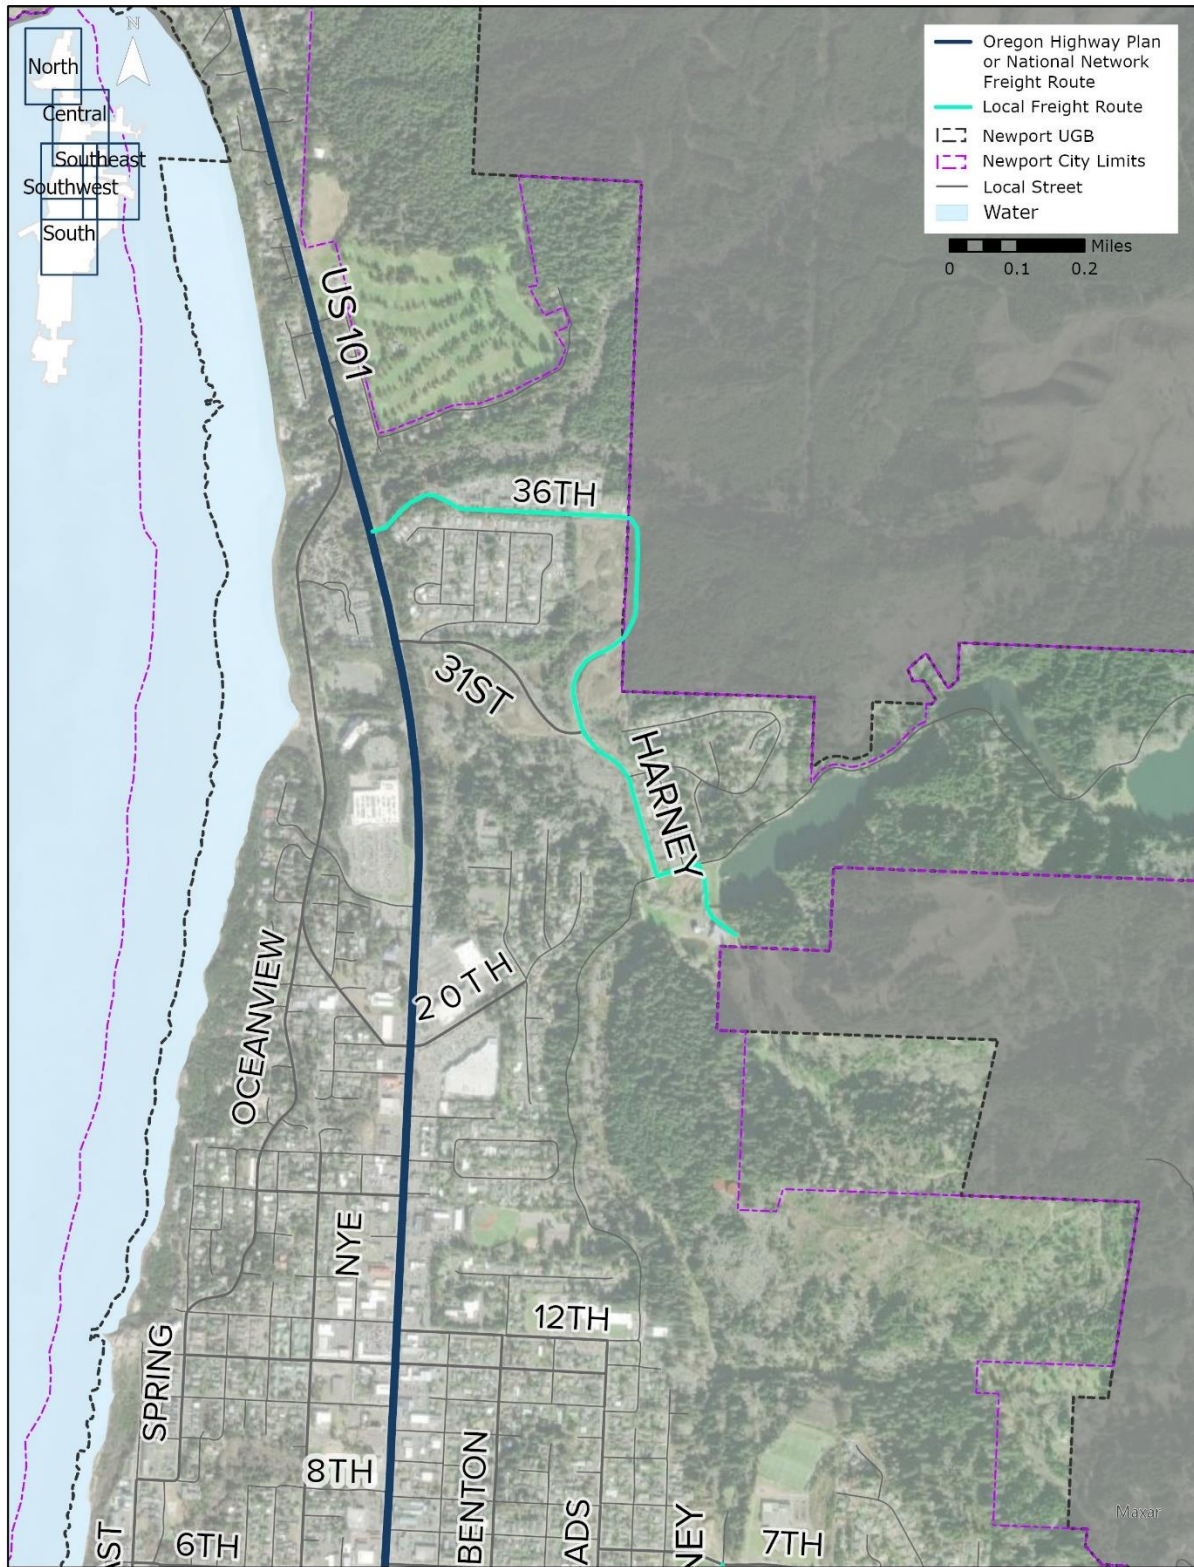 N
North
Central
Southeast
Southwest
South
Oregon Highway Plan
or National Network
Freight Route
Local Freight Route
Newport UGB
Newport City Limits
Local Street
Water
Miles
0 0.1 0.2
US 101
36TH
31ST
HARNEY
20TH
OCEANVIEW
NYE
12TH
SPRING
8TH
BENTON
ADS
NEY
7TH
6TH
AST
Maxar